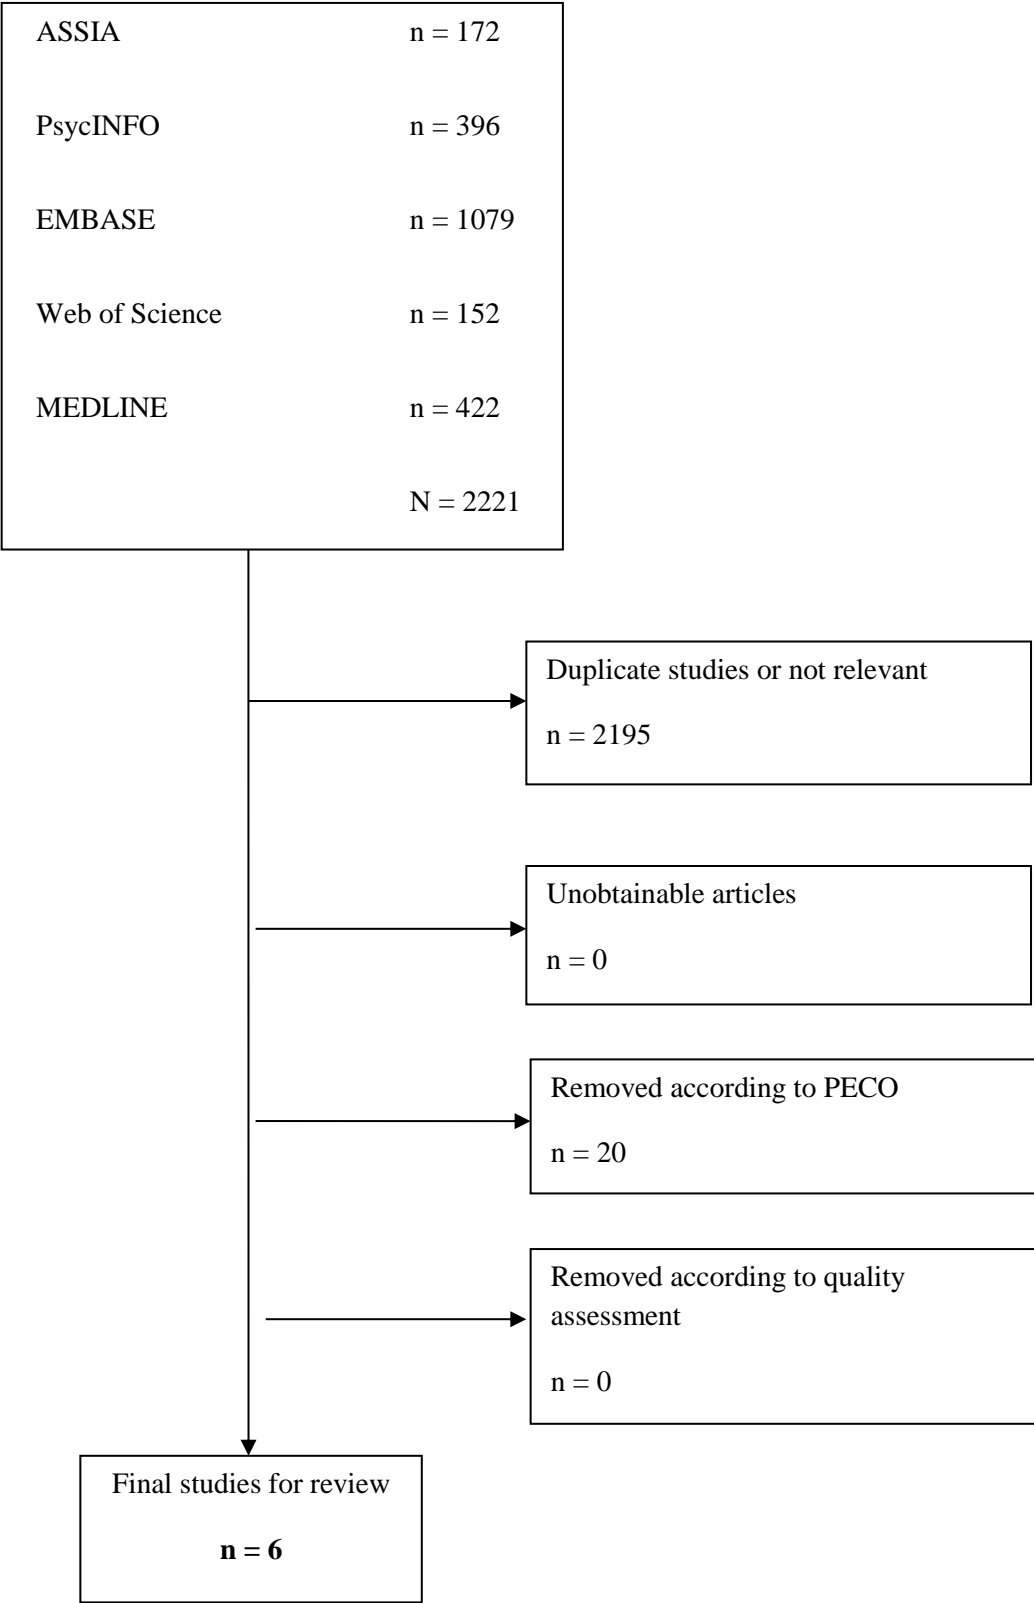 ASSIA n = 172
PsycINFO n = 396
EMBASE n = 1079
Web of Science n = 152
MEDLINE n = 422
N = 2221
Duplicate studies or not relevant
n = 2195
Unobtainable articles
n = 0
Removed according to PECO
n = 20
Removed according to quality
assessment
n = 0
Final studies for review
n = 6